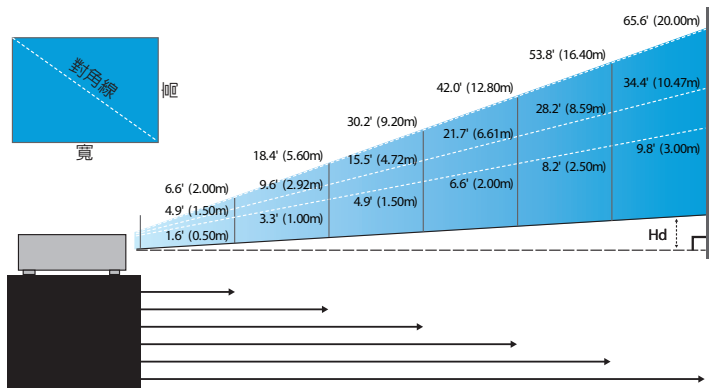 對角線
高
寬
65.6' (20.00m)
53.8' (16.40m)
42.0' (12.80m)
30.2' (9.20m)
18.4' (5.60m)
6.6' (2.00m)
34.4' (10.47m)
28.2' (8.59m)
21.7' (6.61m)
15.5' (4.72m)
9.6' (2.92m)
4.9' (1.50m)
9.8' (3.00m)
8.2' (2.50m)
6.6' (2.00m)
4.9' (1.50m)
3.3' (1.00m)
1.6' (0.50m)
Hd